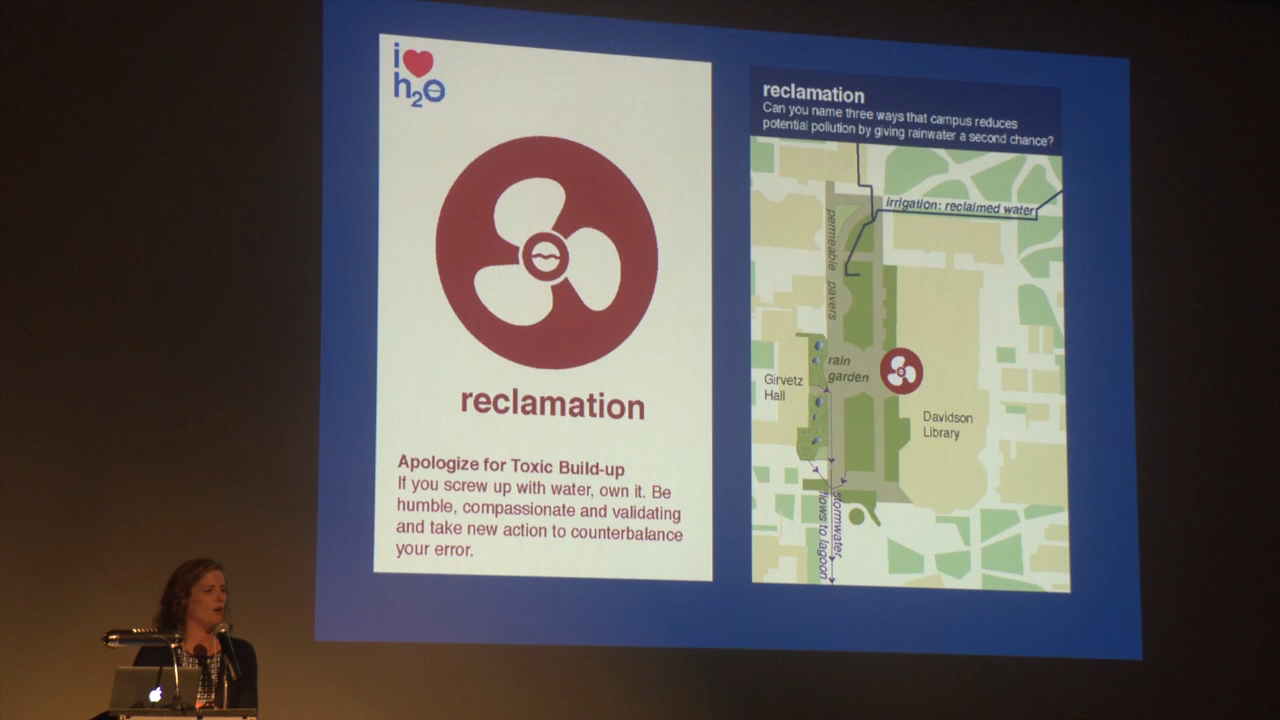 i
h2o
reclamation
Apologize for Toxic Build-up
If you screw up with water, own it. Be
humble, compassionate and validating
and take new action to counterbalance
your error.
reclamation
Can you name three ways that campus reduces
potential pollution by giving rainwater a second chance?
irrigation: reclaimed water
permeable pavers
rain
garden
Girvetz
Hall
Davidson
Library
stormwater
flows to lagoon